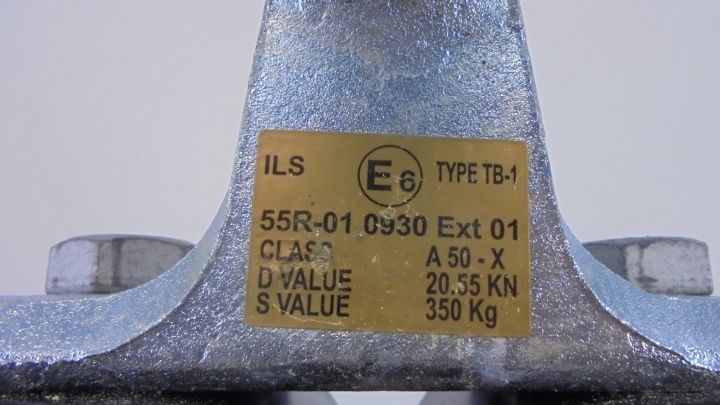 ILS E6 TYPE TB-1
55R-01 0930 Ext 01
CLASS A 50 - X
D VALUE 20.55 KN
S VALUE 350 Kg